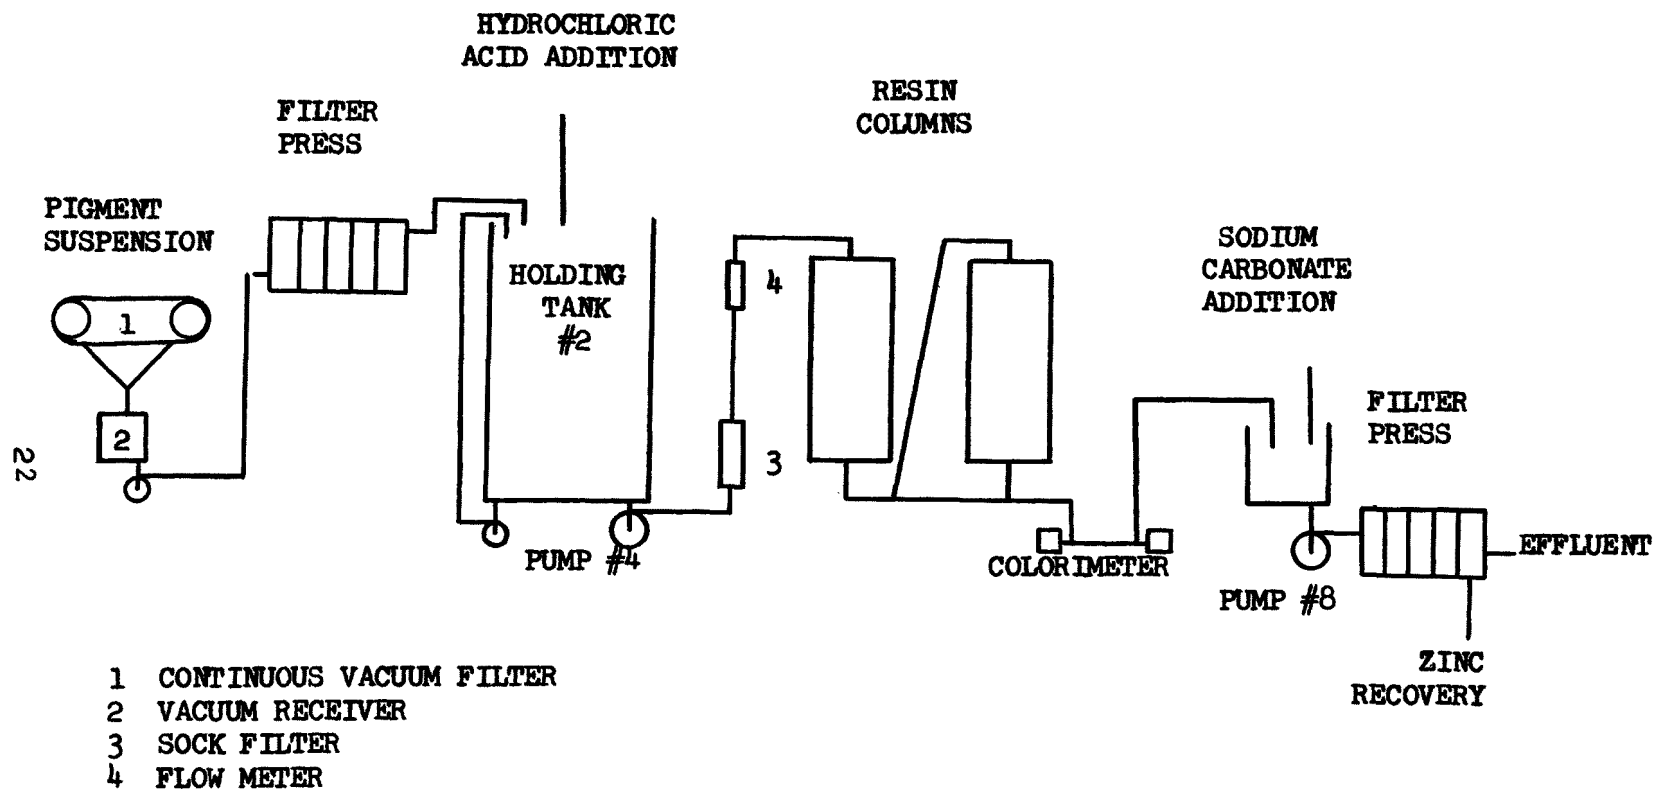 HYDROCHLORIC
ACID ADDITION
RESIN
COLUMNS
FILTER
PRESS
PIGMENT
SUSPENSION
SODIUM
CARBONATE
ADDITION
HOLDING
TANK
#2
4
1
FILTER
PRESS
2
3
22
PUMP #4
COLORIMETER
EFFLUENT
PUMP #8
ZINC
RECOVERY
1 CONTINUOUS VACUUM FILTER
2 VACUUM RECEIVER
3 SOCK FILTER
4 FLOW METER